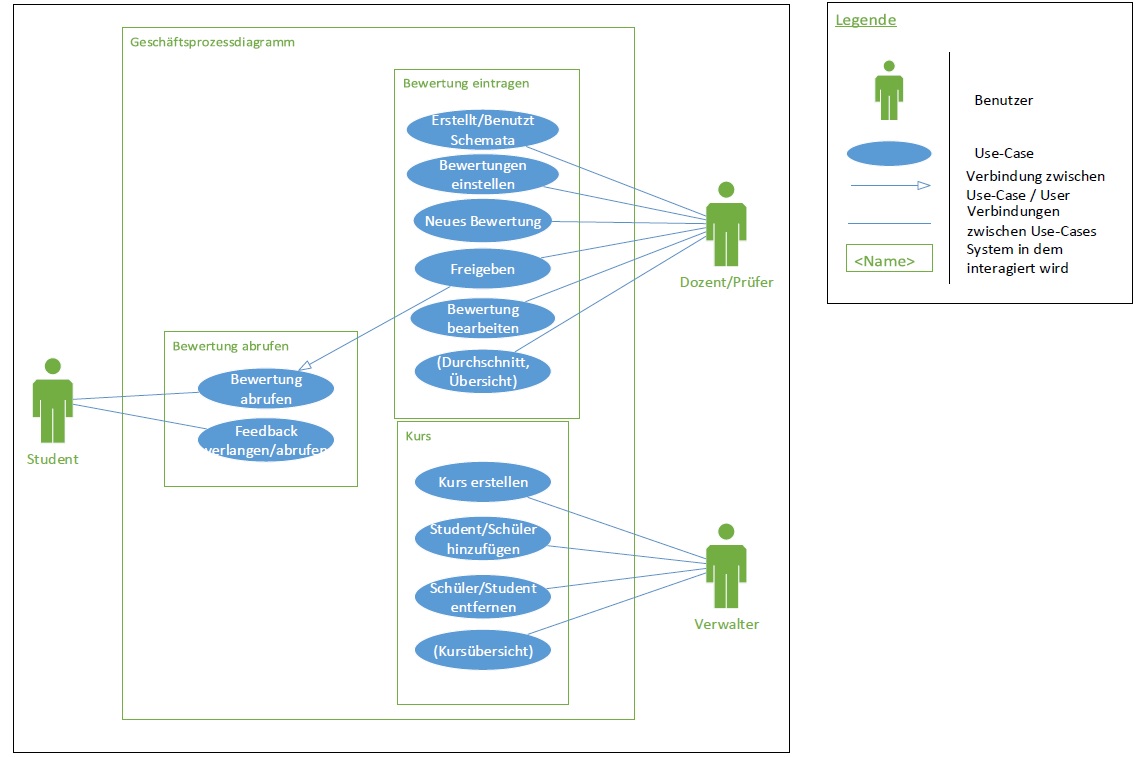 Geschäftsprozessdiagramm
Bewertung eintragen
Erstellt/Benutzt
Schemata
Bewertungen
einstellen
Neues Bewertung
Freigeben
Bewertung
bearbeiten
(Durchschnitt,
Übersicht)
Dozent/Prüfer
Bewertung abrufen
Bewertung
abrufen
Feedback
verlangen/abrufen
Student
Kurs
Kurs erstellen
Student/Schüler
hinzufügen
Schüler/Student
entfernen
(Kursübersicht)
Verwalter
Legende
Benutzer
Use-Case
Verbindung zwischen
Use-Case / User
Verbindungen
zwischen Use-Cases
<Name>
System in dem
interagiert wird